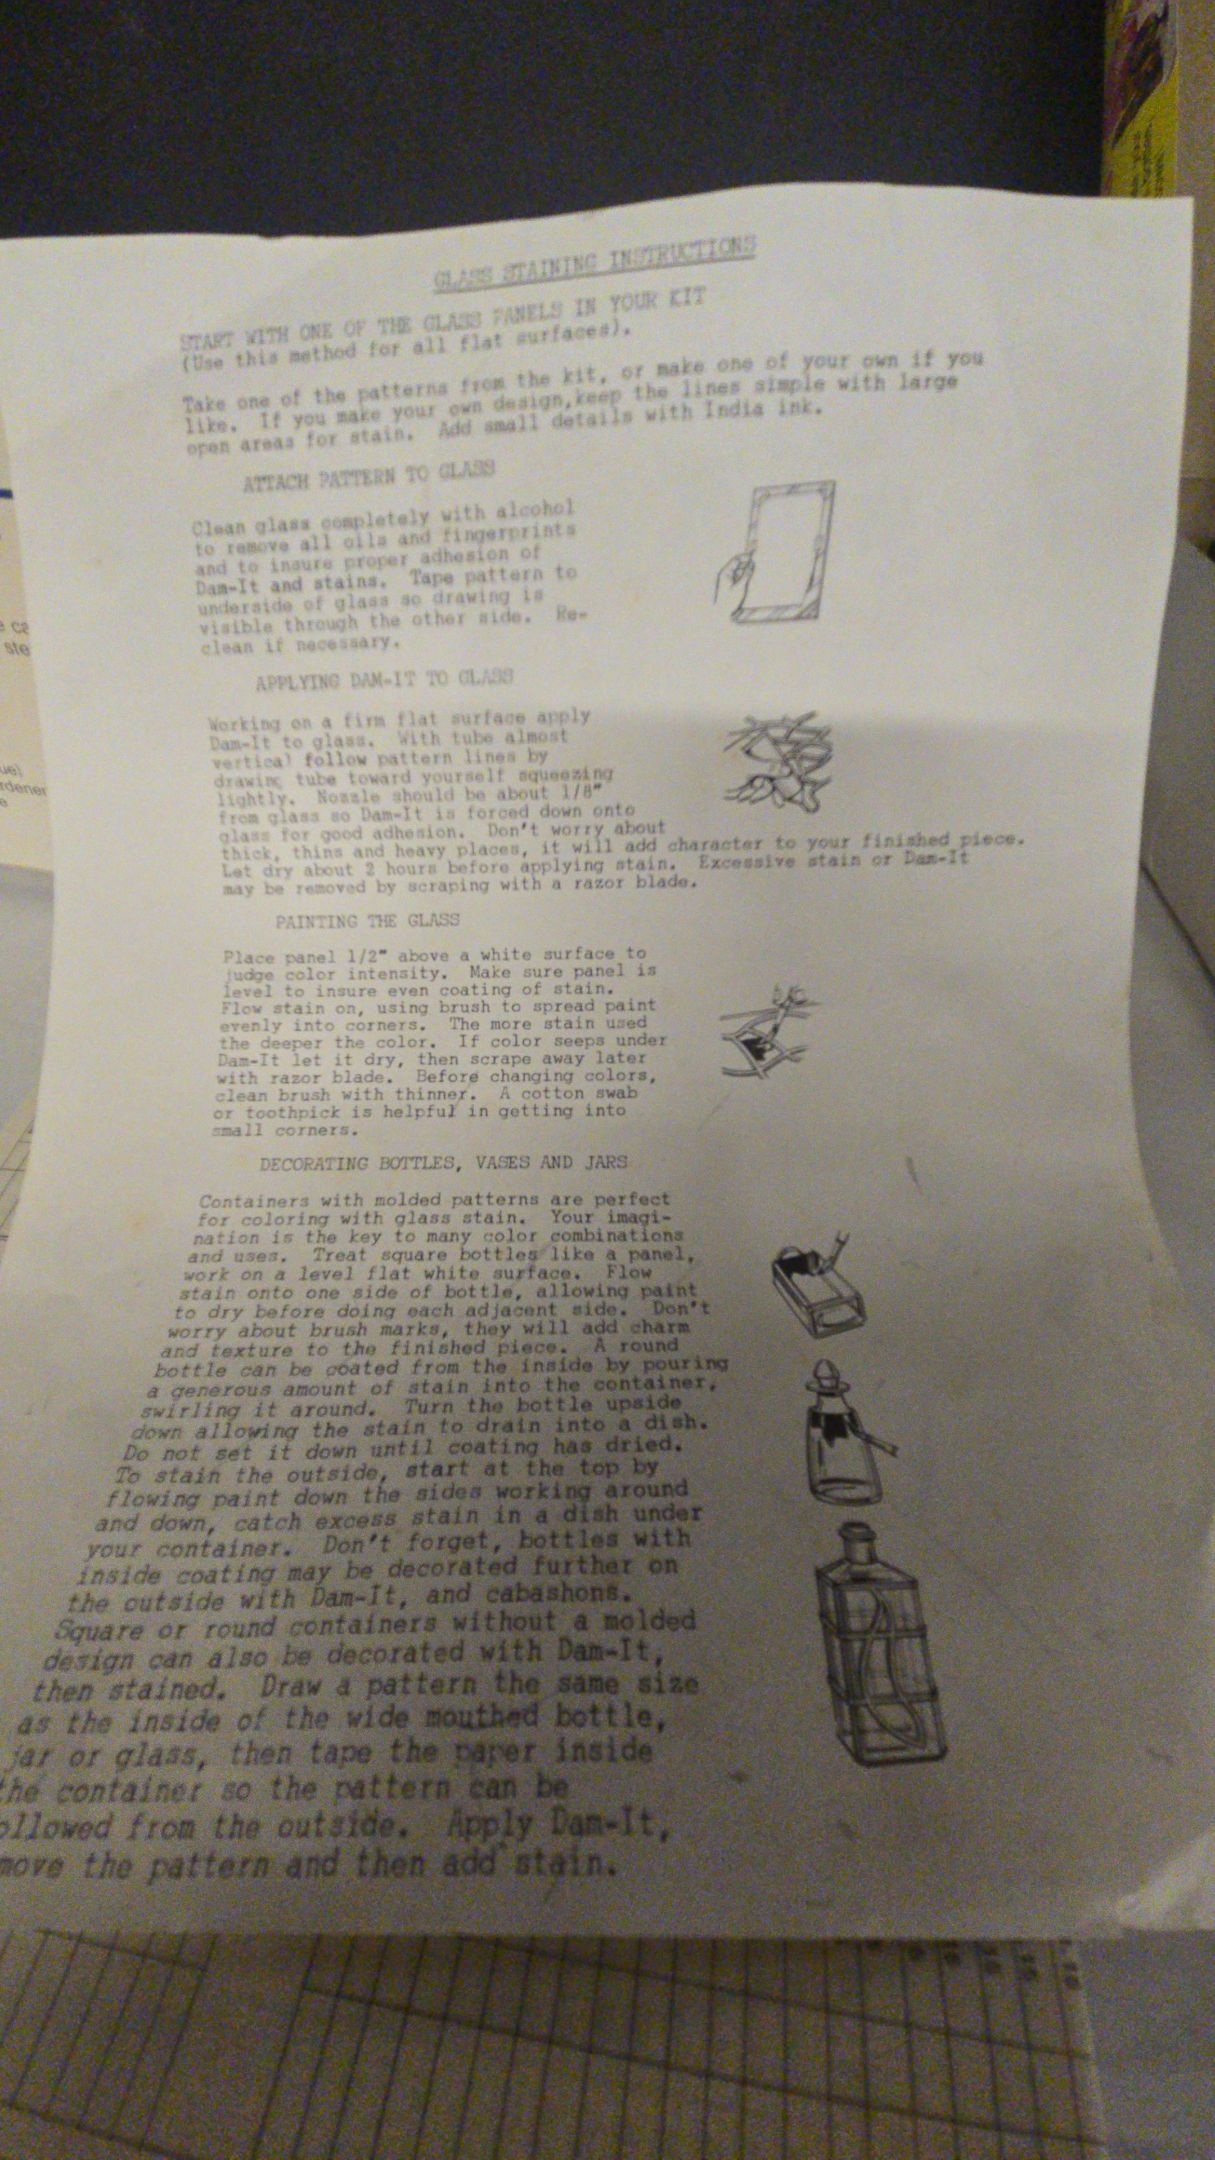 GLASS STAINING INSTRUCTIONS
START WITH ONE OF THE GLASS PANELS IN YOUR KIT
(Use this method for all flat surfaces).
Take one of the patterns from the kit, or make one of your own if you
like. If you make your own design,keep the lines simple with large
open areas for stain. Add small details with India ink.
ATTACH PATTERN TO GLASS
Clean glass completely with alcohol
to remove all oils and fingerprints
and to insure proper adhesion of
Dam-It and stains. Tape pattern to
underside of glass so drawing is
visible through the other side. Re-
clean if necessary.
APPLYING DAM-IT TO GLASS
Working on a firm flat surface apply
Dam-It to glass. With tube almost
vertical follow pattern lines by
drawing tube toward yourself squeezing
lightly. Nozzle should be about 1/8"
from glass so Dam-It is forced down onto
glass for good adhesion. Don't worry about
thick, thins and heavy places, it will add character to your finished piece.
Let dry about 2 hours before applying stain. Excessive stain or Dam-It
may be removed by scraping with a razor blade.
PAINTING THE GLASS
Place panel 1/2" above a white surface to
judge color intensity. Make sure panel is
level to insure even coating of stain.
Flow stain on, using brush to spread paint
evenly into corners. The more stain used
the deeper the color. If color seeps under
Dam-It let it dry, then scrape away later
with razor blade. Before changing colors,
clean brush with thinner. A cotton swab
or toothpick is helpful in getting into
small corners.
DECORATING BOTTLES, VASES AND JARS
Containers with molded patterns are perfect
for coloring with glass stain. Your imagi-
nation is the key to many color combinations
and uses. Treat square bottles like a panel,
work on a level flat white surface. Flow
stain onto one side of bottle, allowing paint
to dry before doing each adjacent side. Don't
worry about brush marks, they will add charm
and texture to the finished piece. A round
bottle can be coated from the inside by pouring
a generous amount of stain into the container,
swirling it around. Turn the bottle upside
down allowing the stain to drain into a dish.
Do not set it down until coating has dried.
To stain the outside, start at the top by
flowing paint down the sides working around
and down, catch excess stain in a dish under
your container. Don't forget, bottles with
inside coating may be decorated further on
the outside with Dam-It, and cabashons.
Square or round containers without a molded
design can also be decorated with Dam-It,
then stained. Draw a pattern the same size
as the inside of the wide mouthed bottle,
jar or glass, then tape the paper inside
the container so the pattern can be
ollowed from the outside. Apply Dam-It,
move the pattern and then add stain.